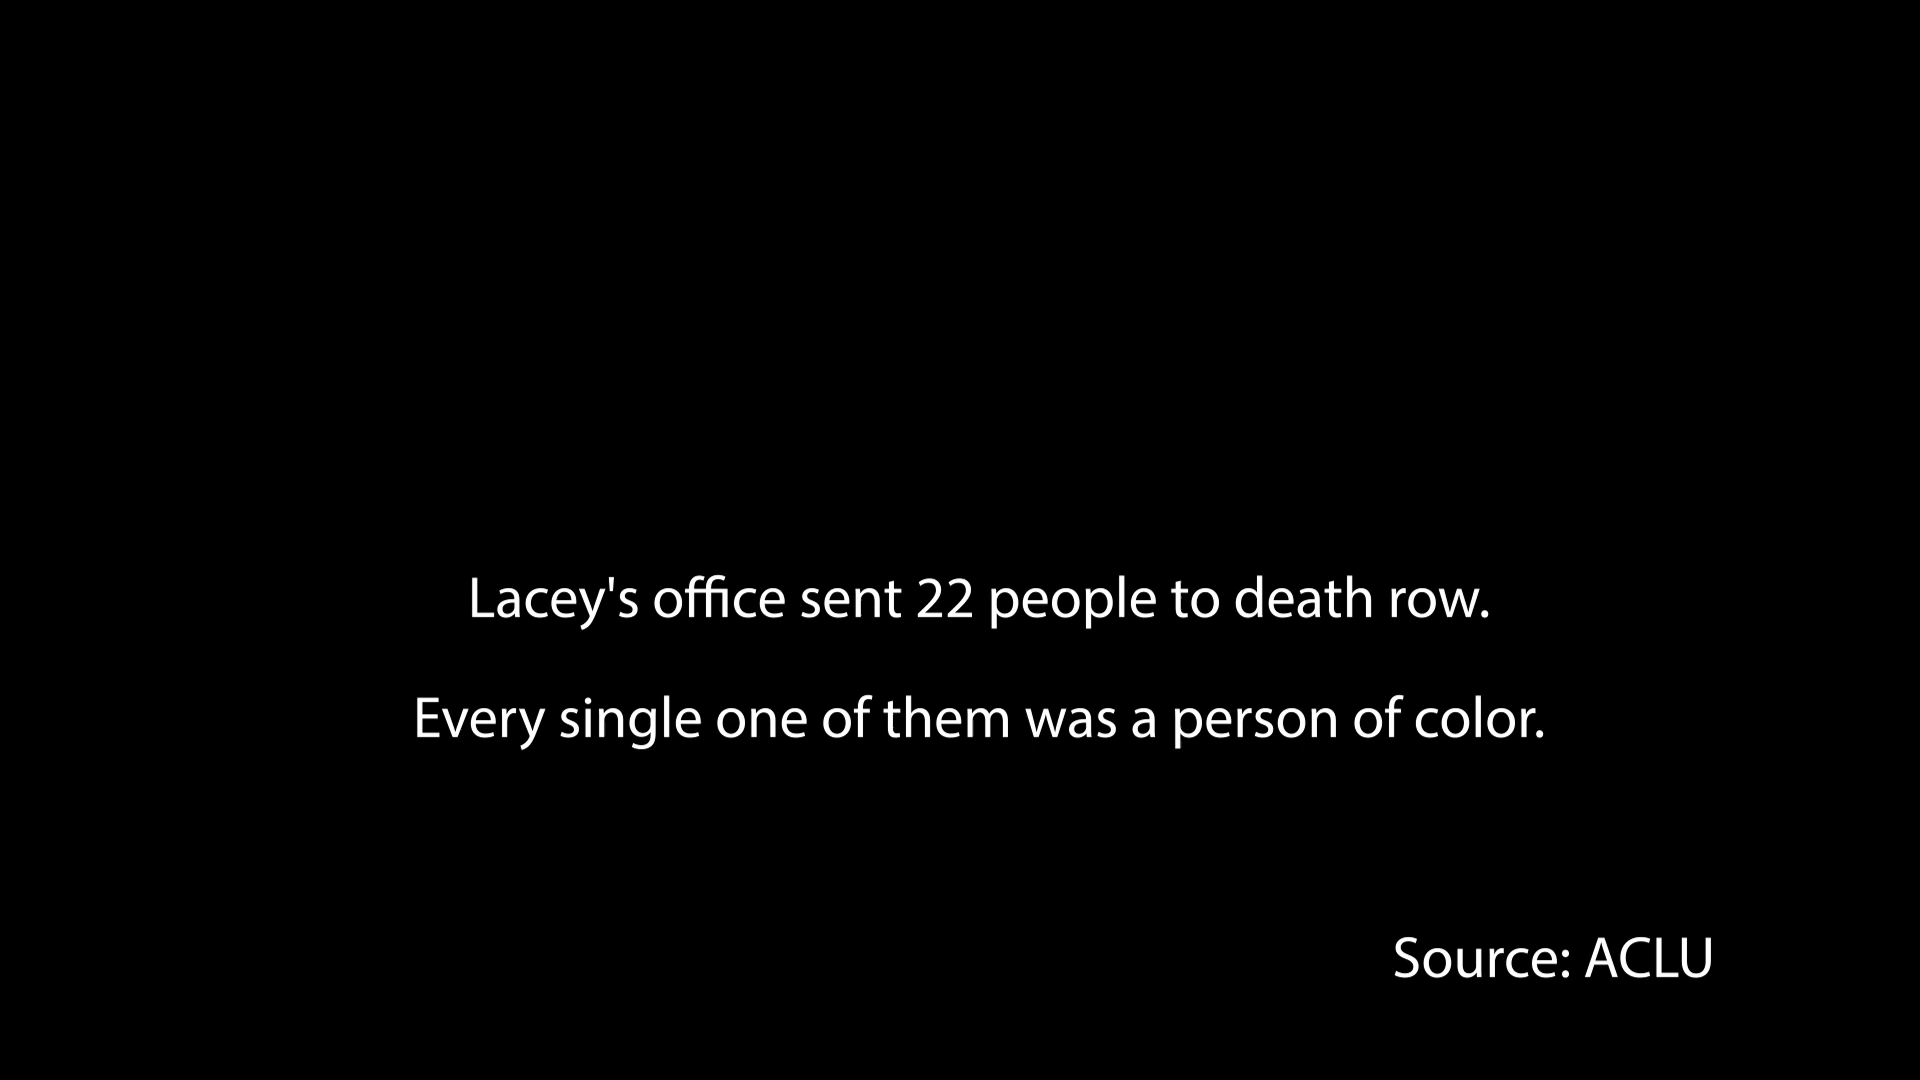 Lacey's office sent 22 people to death row.
Every single one of them was a person of color.
Source: ACLU